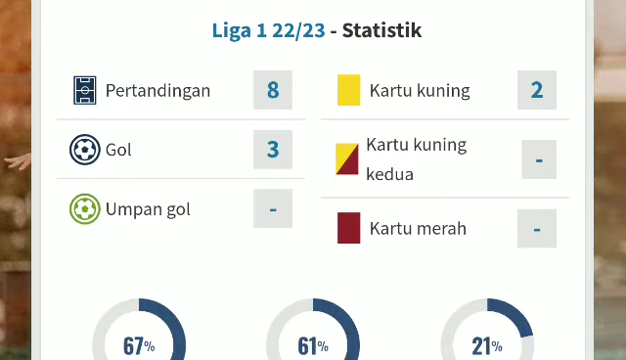 Liga 1 22/23 - Statistik
Pertandingan 8
Gol 3
Umpan gol -
Kartu kuning 2
Kartu kuning
kedua -
Kartu merah -
67% 61% 21%